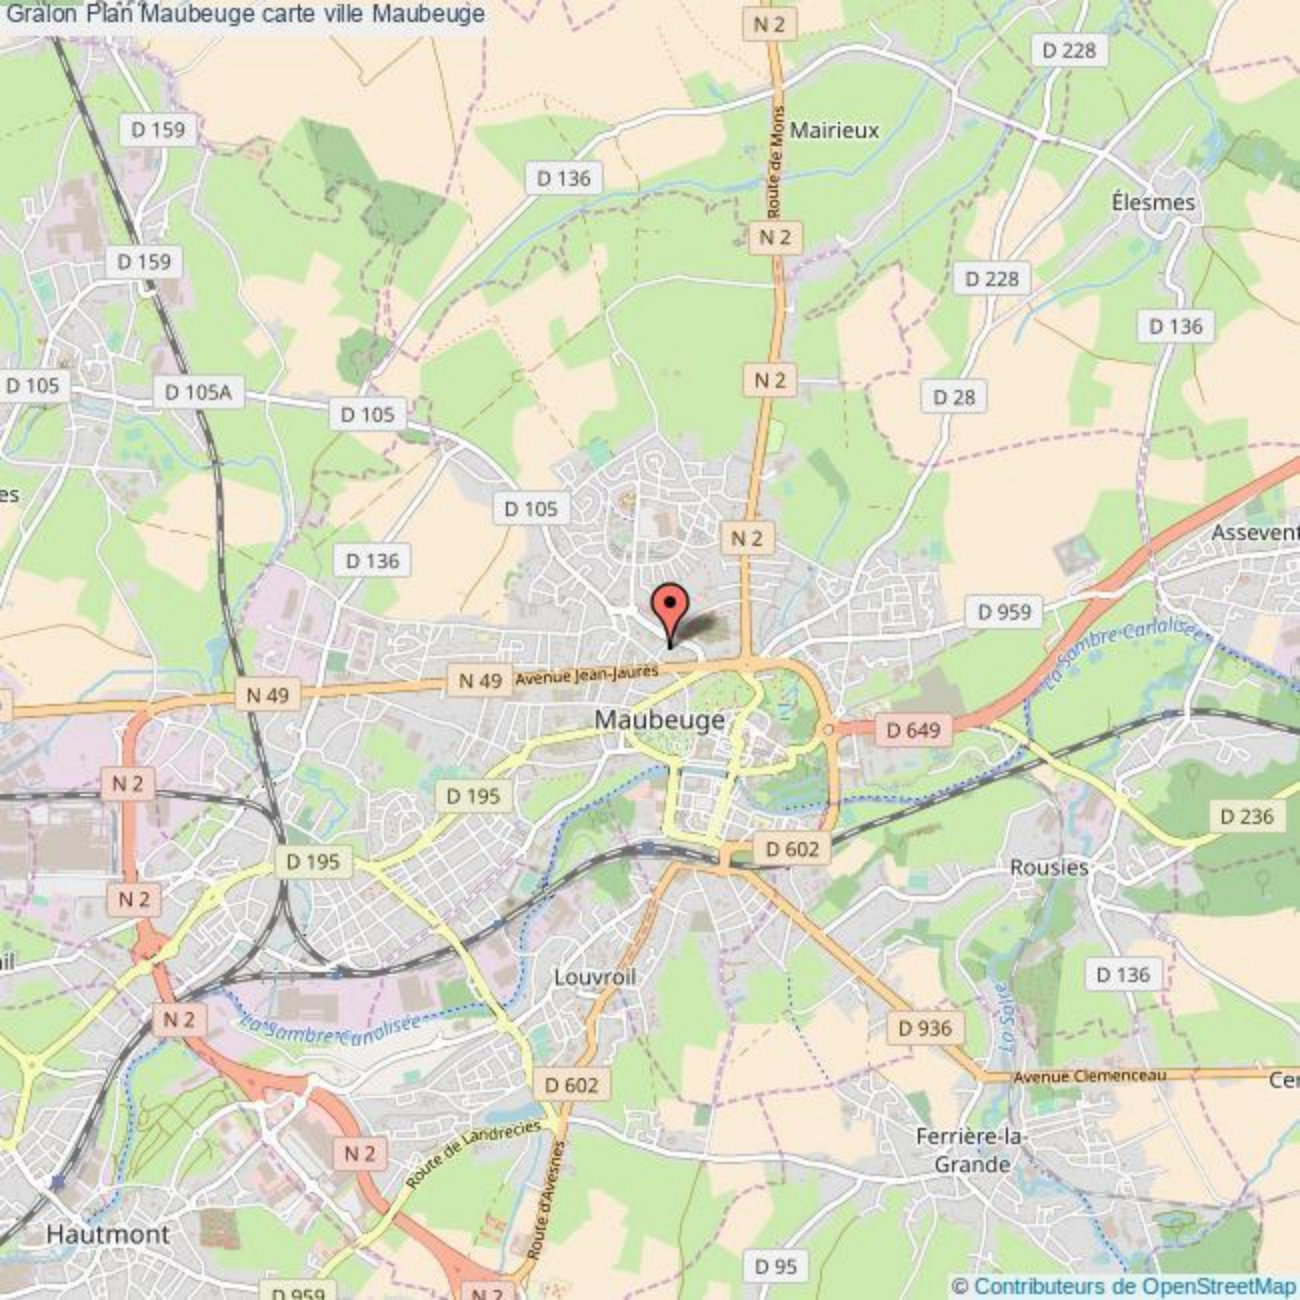 Gralon Plan Maubeuge carte ville Maubeuge
N 2
D 228
D 159
Mairieux
Route de Mons
D 136
Élesmes
N 2
D 159
D 228
D 136
N 2
D 105
D 105A
D 28
D 105
es
D 105
Assevent
N 2
D 136
D 959
La Sambre Canalisée
N 49
N 49
Avenue Jean-Jaurès
Maubeuge
D 649
N 2
D 195
D 236
D 195
D 602
Rousies
N 2
il
Louvroil
D 136
La Solre
N 2
La Sambre Canalisée
D 936
D 602
Avenue Clemenceau
Cer
Route de Landrecies
Ferrière-la-
Grande
N 2
Route d'Avesnes
Hautmont
D 95
D 959
N 2
© Contributeurs de OpenStreetMap